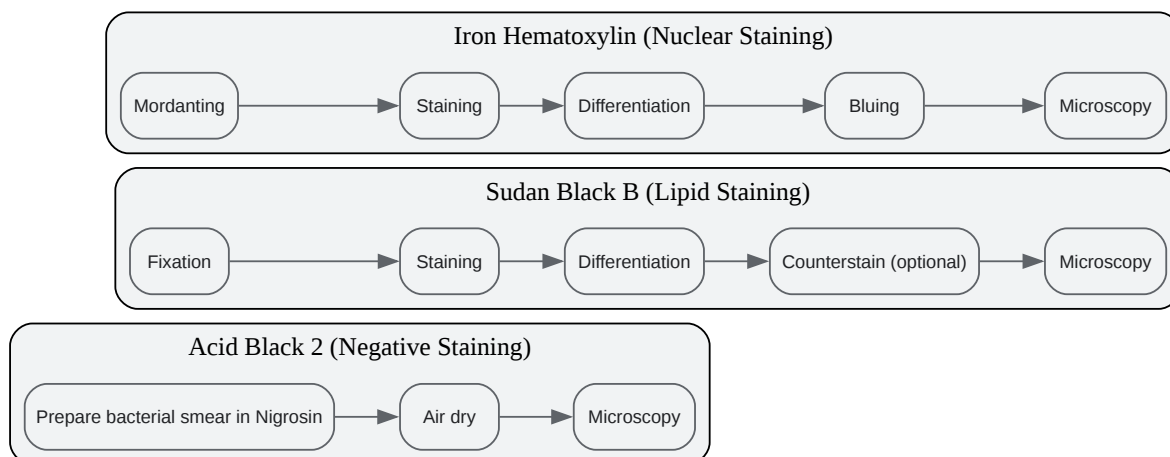 Iron Hematoxylin (Nuclear Staining)
Mordanting
Staining
Differentiation
Bluing
Microscopy
Sudan Black B (Lipid Staining)
Fixation
Staining
Differentiation
Counterstain (optional)
Microscopy
Acid Black 2 (Negative Staining)
Prepare bacterial smear in Nigrosin
Air dry
Microscopy